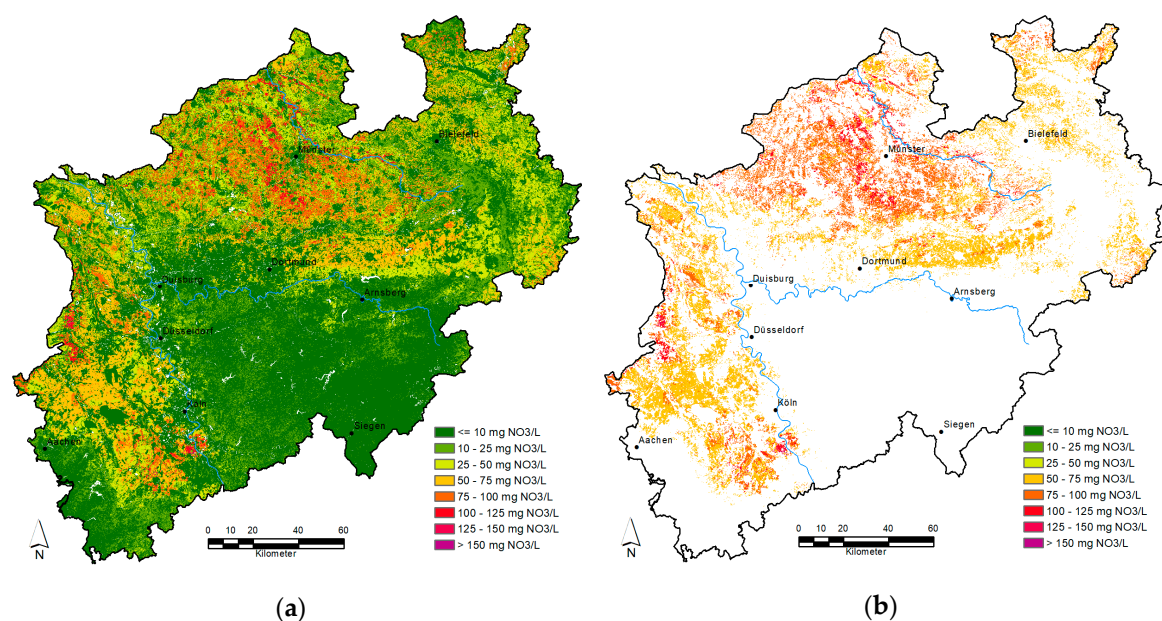 Bielefeld
Münster
Dortmund
Duisburg
Arnsberg
Düsseldorf
Köln
Aachen
Siegen
<= 10 mg NO3/L
10 - 25 mg NO3/L
25 - 50 mg NO3/L
50 - 75 mg NO3/L
75 - 100 mg NO3/L
100 - 125 mg NO3/L
125 - 150 mg NO3/L
> 150 mg NO3/L
N
0 5 10 20 30 40 60
Kilometer
(a)
Bielefeld
Münster
Dortmund
Duisburg
Arnsberg
Düsseldorf
Köln
Siegen
Aachen
<= 10 mg NO3/L
10 - 25 mg NO3/L
25 - 50 mg NO3/L
50 - 75 mg NO3/L
75 - 100 mg NO3/L
100 - 125 mg NO3/L
125 - 150 mg NO3/L
> 150 mg NO3/L
N
0 5 10 20 30 40 60
Kilometer
(b)